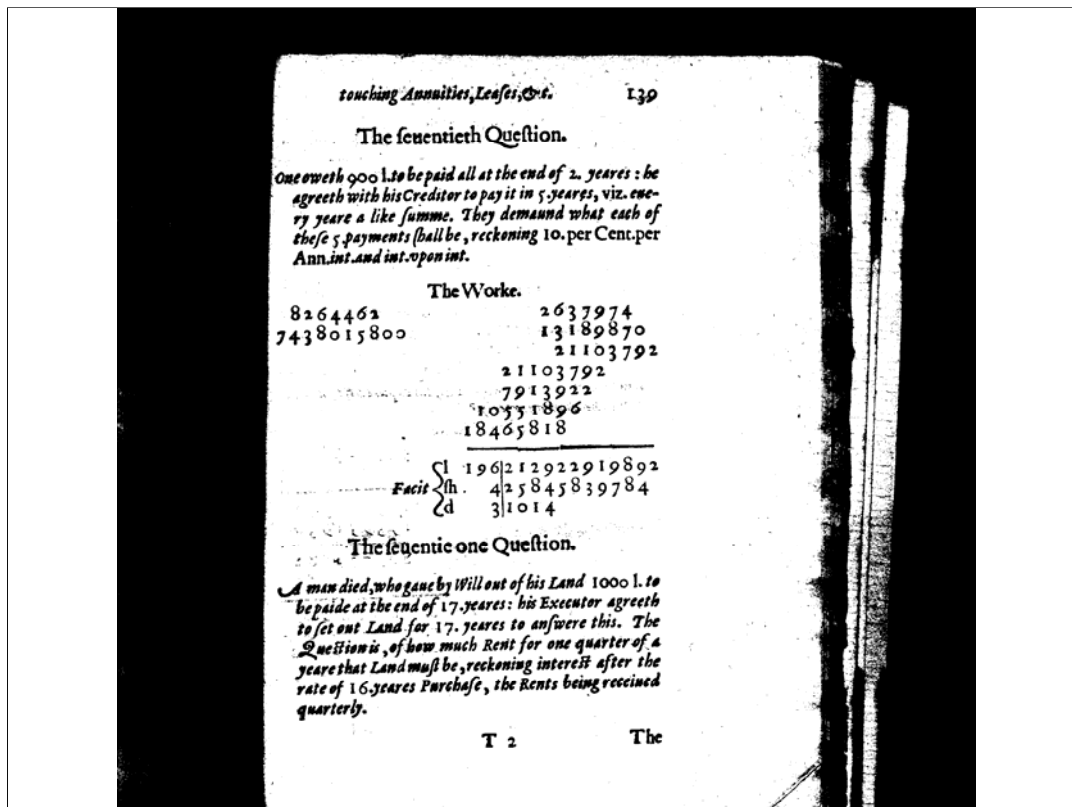 touching Annuities, Leaſes, &c. 139
The ſeuentieth Queſtion.
One oweth 900 l. to be paid all at the end of 2. yeares : he
agreeth with his Creditor to pay it in 5. yeares, viz. eue-
ry yeare a like ſumme. They demaund what each of
theſe 5. payments ſhall be, reckoning 10. per Cent. per
Ann. int. and int. vpon int.
The Worke.
8264462 2637974
7438015800 13189870
21103792
21103792
7913922
10551896
18465818
Facit { l 196|212922919892
ſh. 4|25845839784
d 3|1014
The ſeuentie one Queſtion.
A man died, who gaue by Will out of his Land 1000 l. to
be paide at the end of 17. yeares : his Executor agreeth
to ſet out Land for 17. yeares to anſwere this. The
Queſtion is, of how much Rent for one quarter of a
yeare that Land muſt be, reckoning intereſt after the
rate of 16. yeares Purchaſe, the Rents being receiued
quarterly.
T 2 The